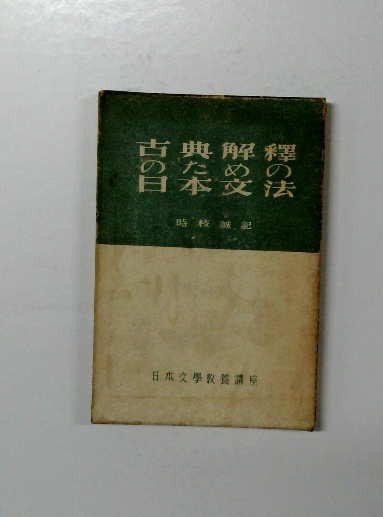 古典解釋
のための
日本文法
時枝誠記
日本文學教養講座